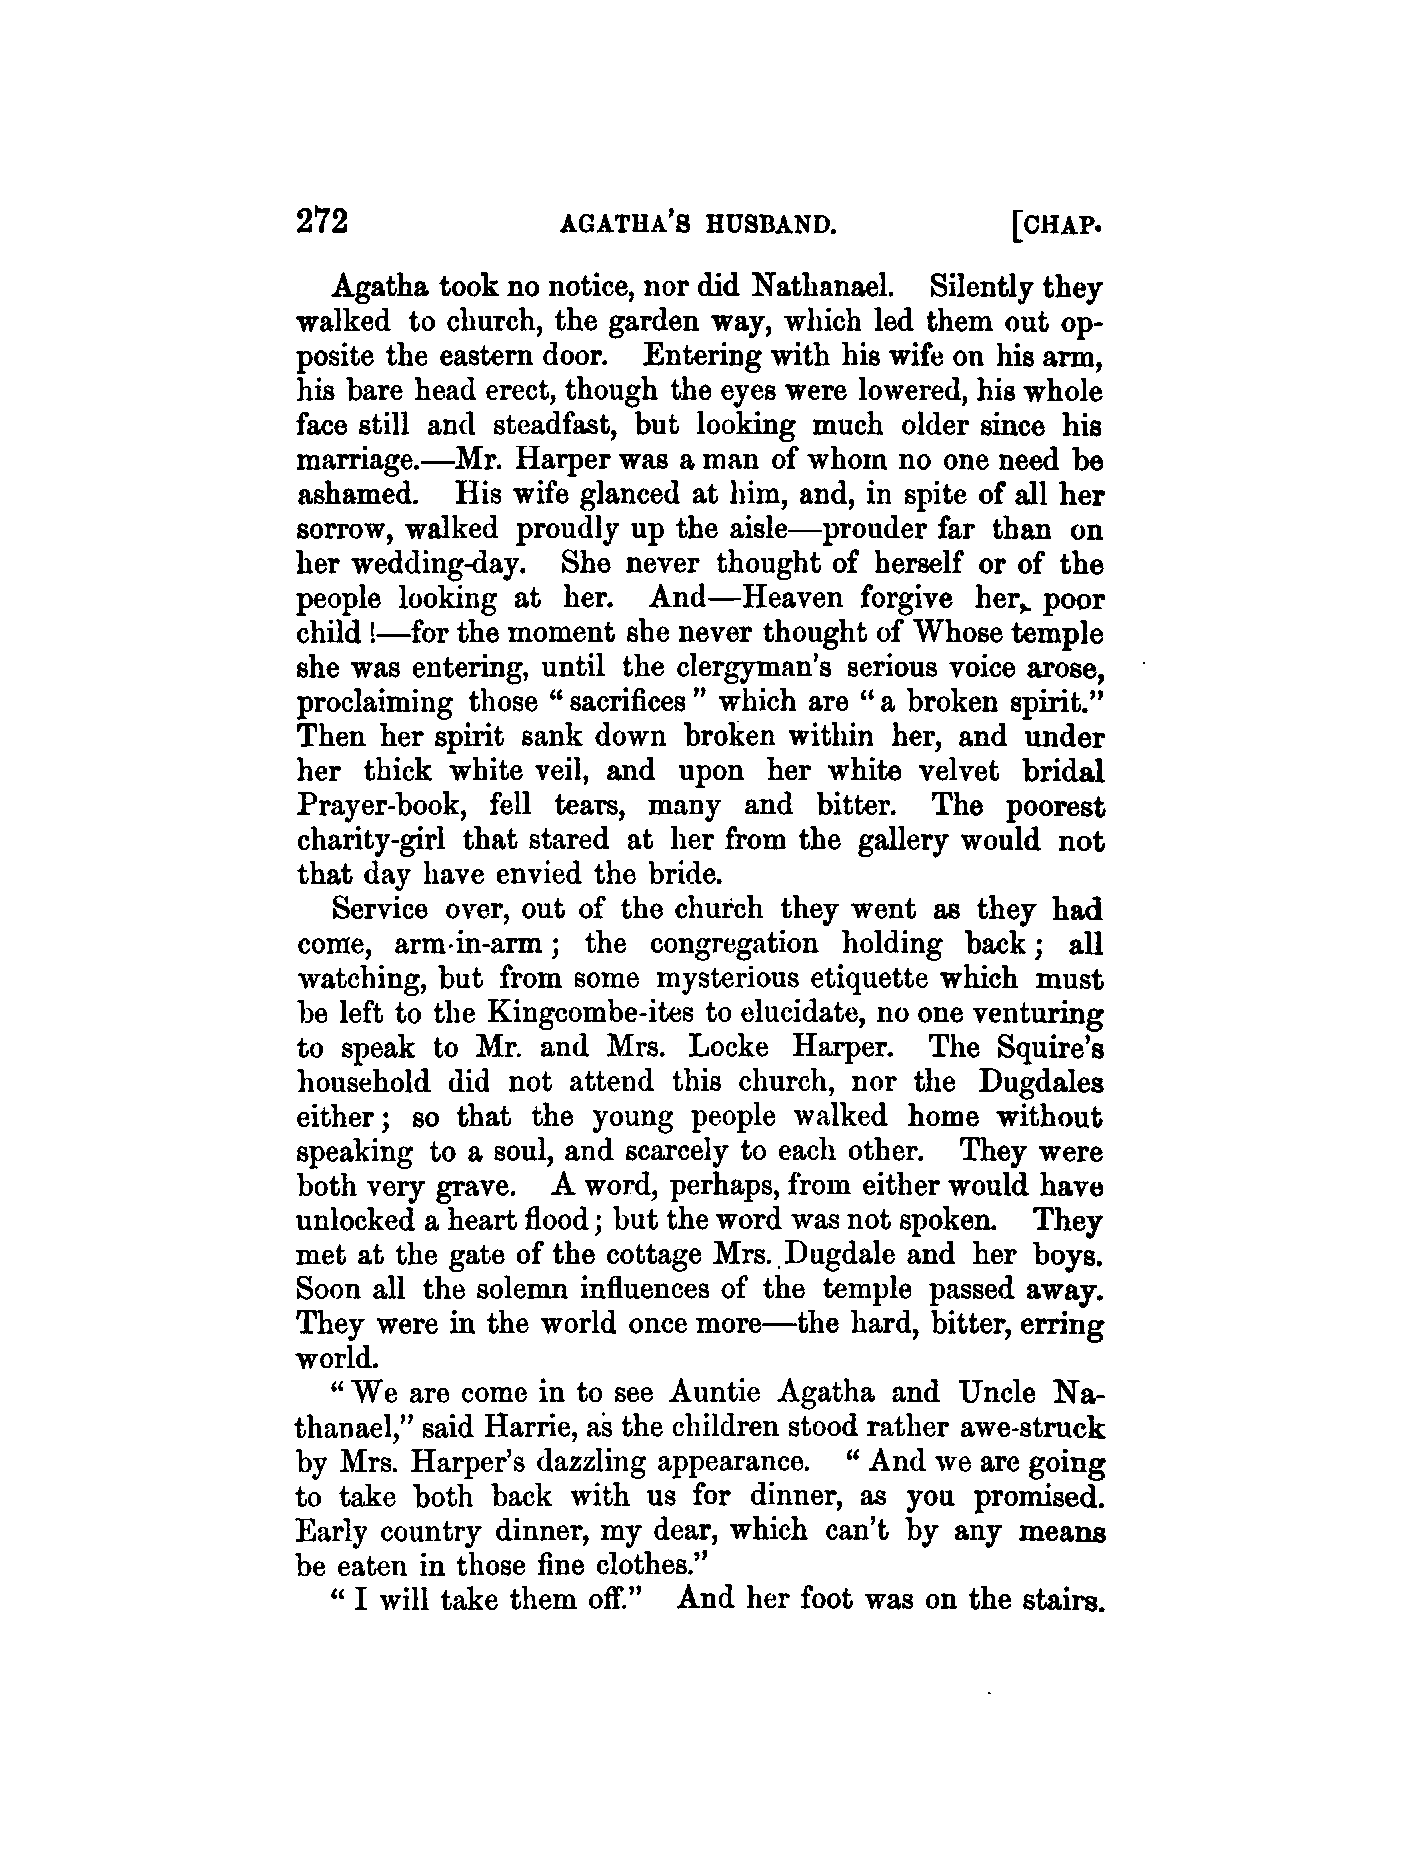 272 AGATHA'S HUSBAND. [CHAP.
Agatha took no notice, nor did Nathanael. Silently they
walked to church, the garden way, which led them out op-
posite the eastern door. Entering with his wife on his arm,
his bare head erect, though the eyes were lowered, his whole
face still and steadfast, but looking much older since his
marriage.—Mr. Harper was a man of whom no one need be
ashamed. His wife glanced at him, and, in spite of all her
sorrow, walked proudly up the aisle—prouder far than on
her wedding-day. She never thought of herself or of the
people looking at her. And—Heaven forgive her, poor
child!—for the moment she never thought of Whose temple
she was entering, until the clergyman's serious voice arose,
proclaiming those "sacrifices" which are "a broken spirit."
Then her spirit sank down broken within her, and under
her thick white veil, and upon her white velvet bridal
Prayer-book, fell tears, many and bitter. The poorest
charity-girl that stared at her from the gallery would not
that day have envied the bride.
Service over, out of the church they went as they had
come, arm-in-arm; the congregation holding back; all
watching, but from some mysterious etiquette which must
be left to the Kingcombe-ites to elucidate, no one venturing
to speak to Mr. and Mrs. Locke Harper. The Squire's
household did not attend this church, nor the Dugdales
either; so that the young people walked home without
speaking to a soul, and scarcely to each other. They were
both very grave. A word, perhaps, from either would have
unlocked a heart flood; but the word was not spoken. They
met at the gate of the cottage Mrs. Dugdale and her boys.
Soon all the solemn influences of the temple passed away.
They were in the world once more—the hard, bitter, erring
world.
"We are come in to see Auntie Agatha and Uncle Na-
thanael," said Harrie, as the children stood rather awe-struck
by Mrs. Harper's dazzling appearance. "And we are going
to take both back with us for dinner, as you promised.
Early country dinner, my dear, which can't by any means
be eaten in those fine clothes."
"I will take them off." And her foot was on the stairs.